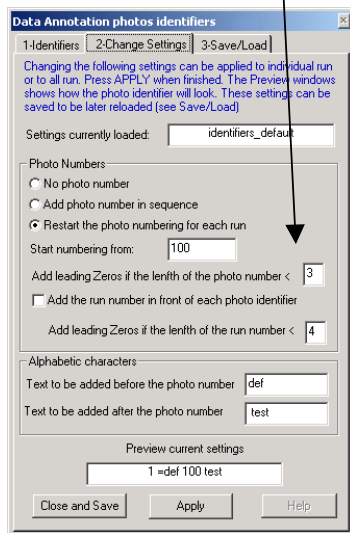 Data Annotation photos identifiers
1-Identifiers 2-Change Settings 3-Save/Load
Changing the following settings can be applied to individual run
or to all run. Press APPLY when finished. The Preview windows
shows how the photo identifier will look. These settings can be
saved to be later reloaded (see Save/Load)
Settings currently loaded: identifiers_default
Photo Numbers
No photo number
Add photo number in sequence
Restart the photo numbering for each run
Start numbering from: 100
Add leading Zeros if the lenfth of the photo number < 3
Add the run number in front of each photo identifier
Add leading Zeros if the lenfth of the run number < 4
Alphabetic characters
Text to be added before the photo number def
Text to be added after the photo number test
Preview current settings
1 =def 100 test
Close and Save Apply Help